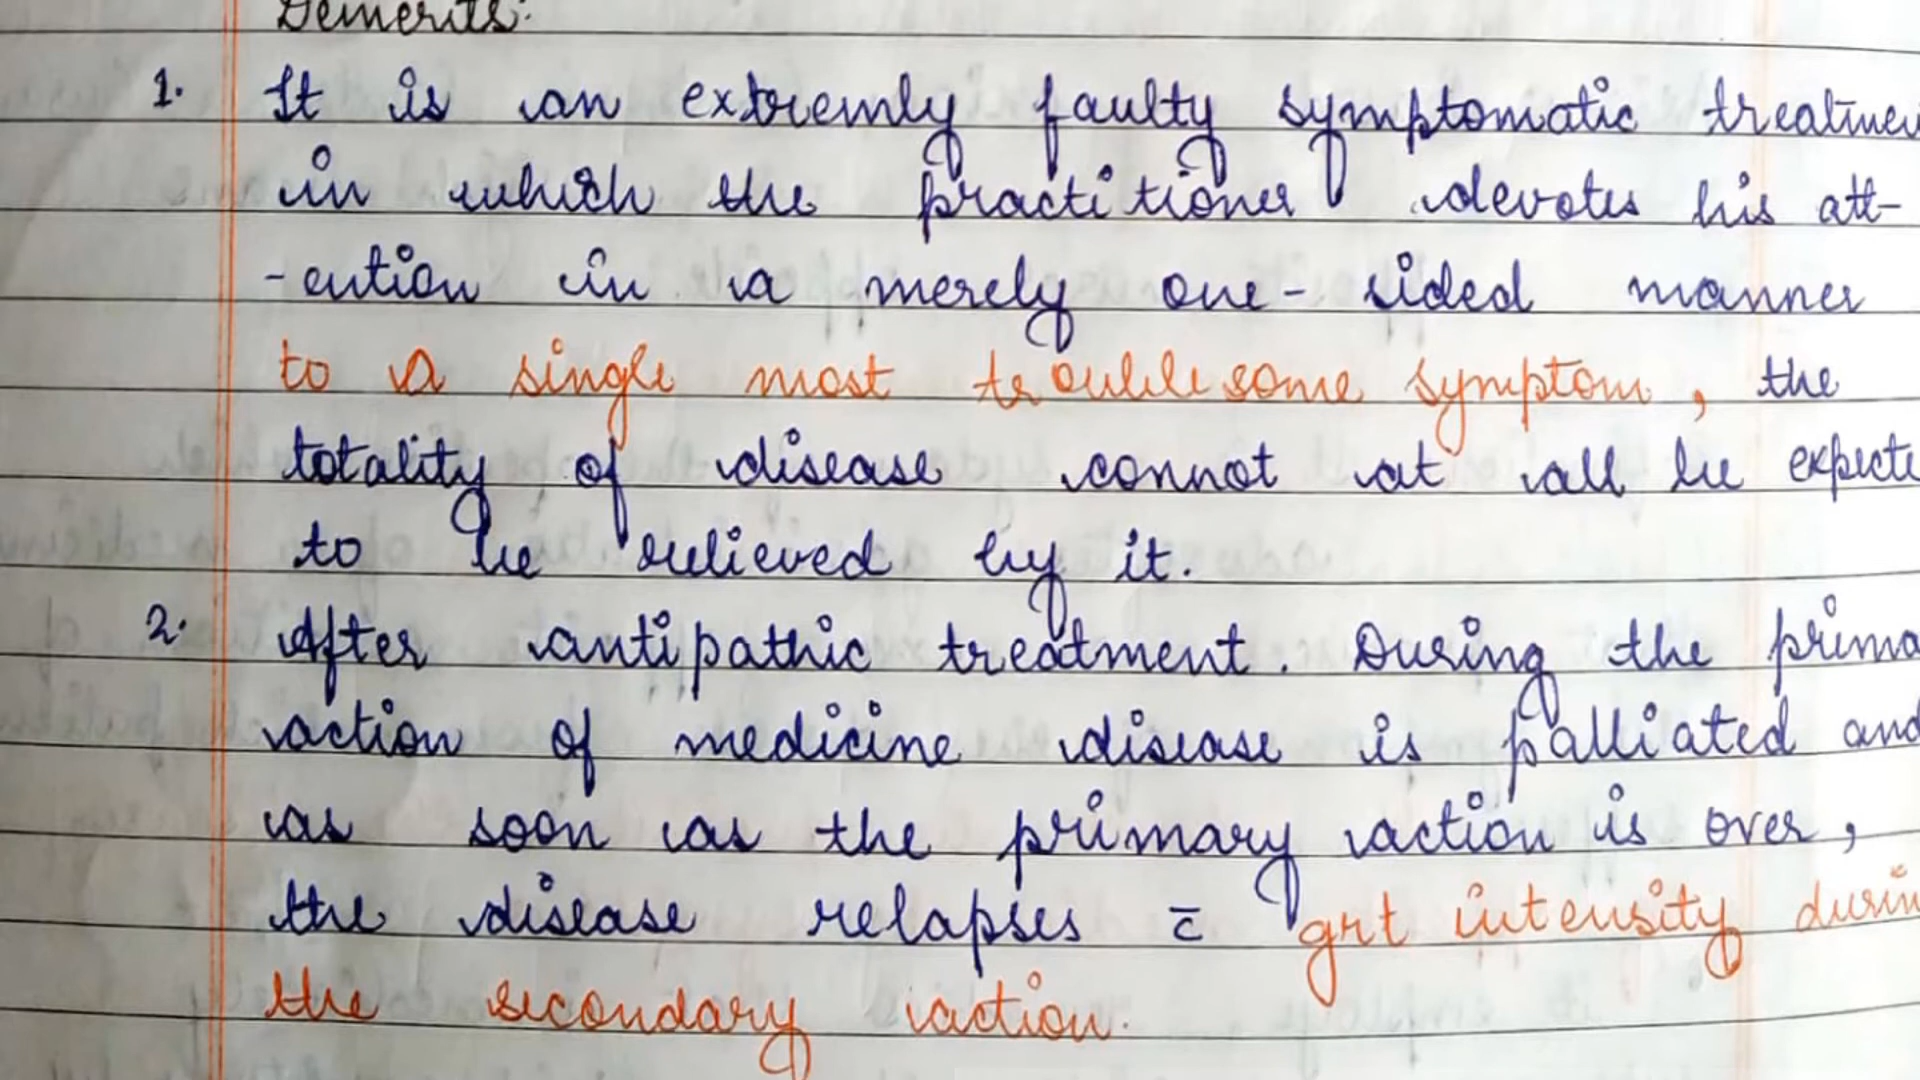 Demerits:
1. It is an extremly faulty symptomatic treatmen
in which the practitioner devotes his att-
-ention in a merely one-sided manner
to a single most troublesome symptom, the
totality of disease connot at all be expecte
to be relieved by it.
2. After antipathic treatment. During the prima
action of medicine disease is palliated and
as soon as the primary action is over,
the disease relapses c̄ grt intensity durin
the secondary action.